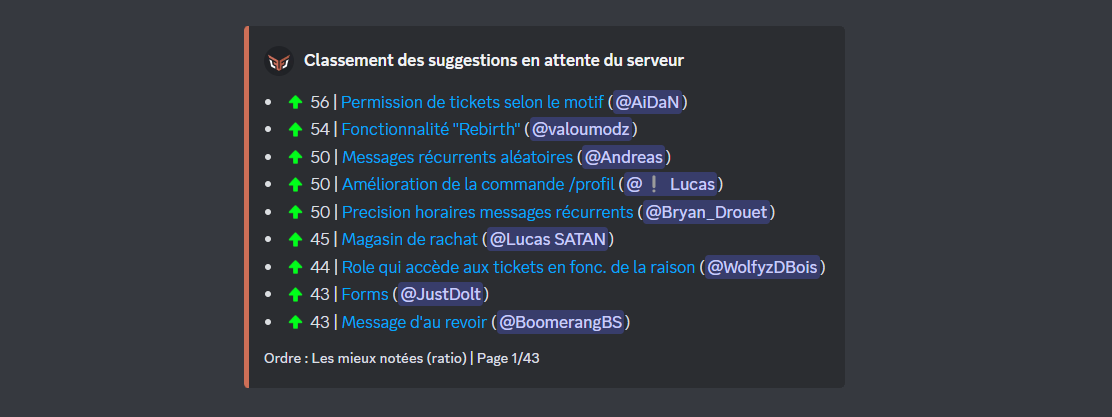 Classement des suggestions en attente du serveur
56 | Permission de tickets selon le motif (@AiDaN)
54 | Fonctionnalité "Rebirth" (@valoumodz)
50 | Messages récurrents aléatoires (@Andreas)
50 | Amélioration de la commande /profil (@❕ Lucas)
50 | Precision horaires messages récurrents (@Bryan_Drouet)
45 | Magasin de rachat (@Lucas SATAN)
44 | Role qui accède aux tickets en fonc. de la raison (@WolfyzDBois)
43 | Forms (@JustDolt)
43 | Message d'au revoir (@BoomerangBS)
Ordre : Les mieux notées (ratio) | Page 1/43